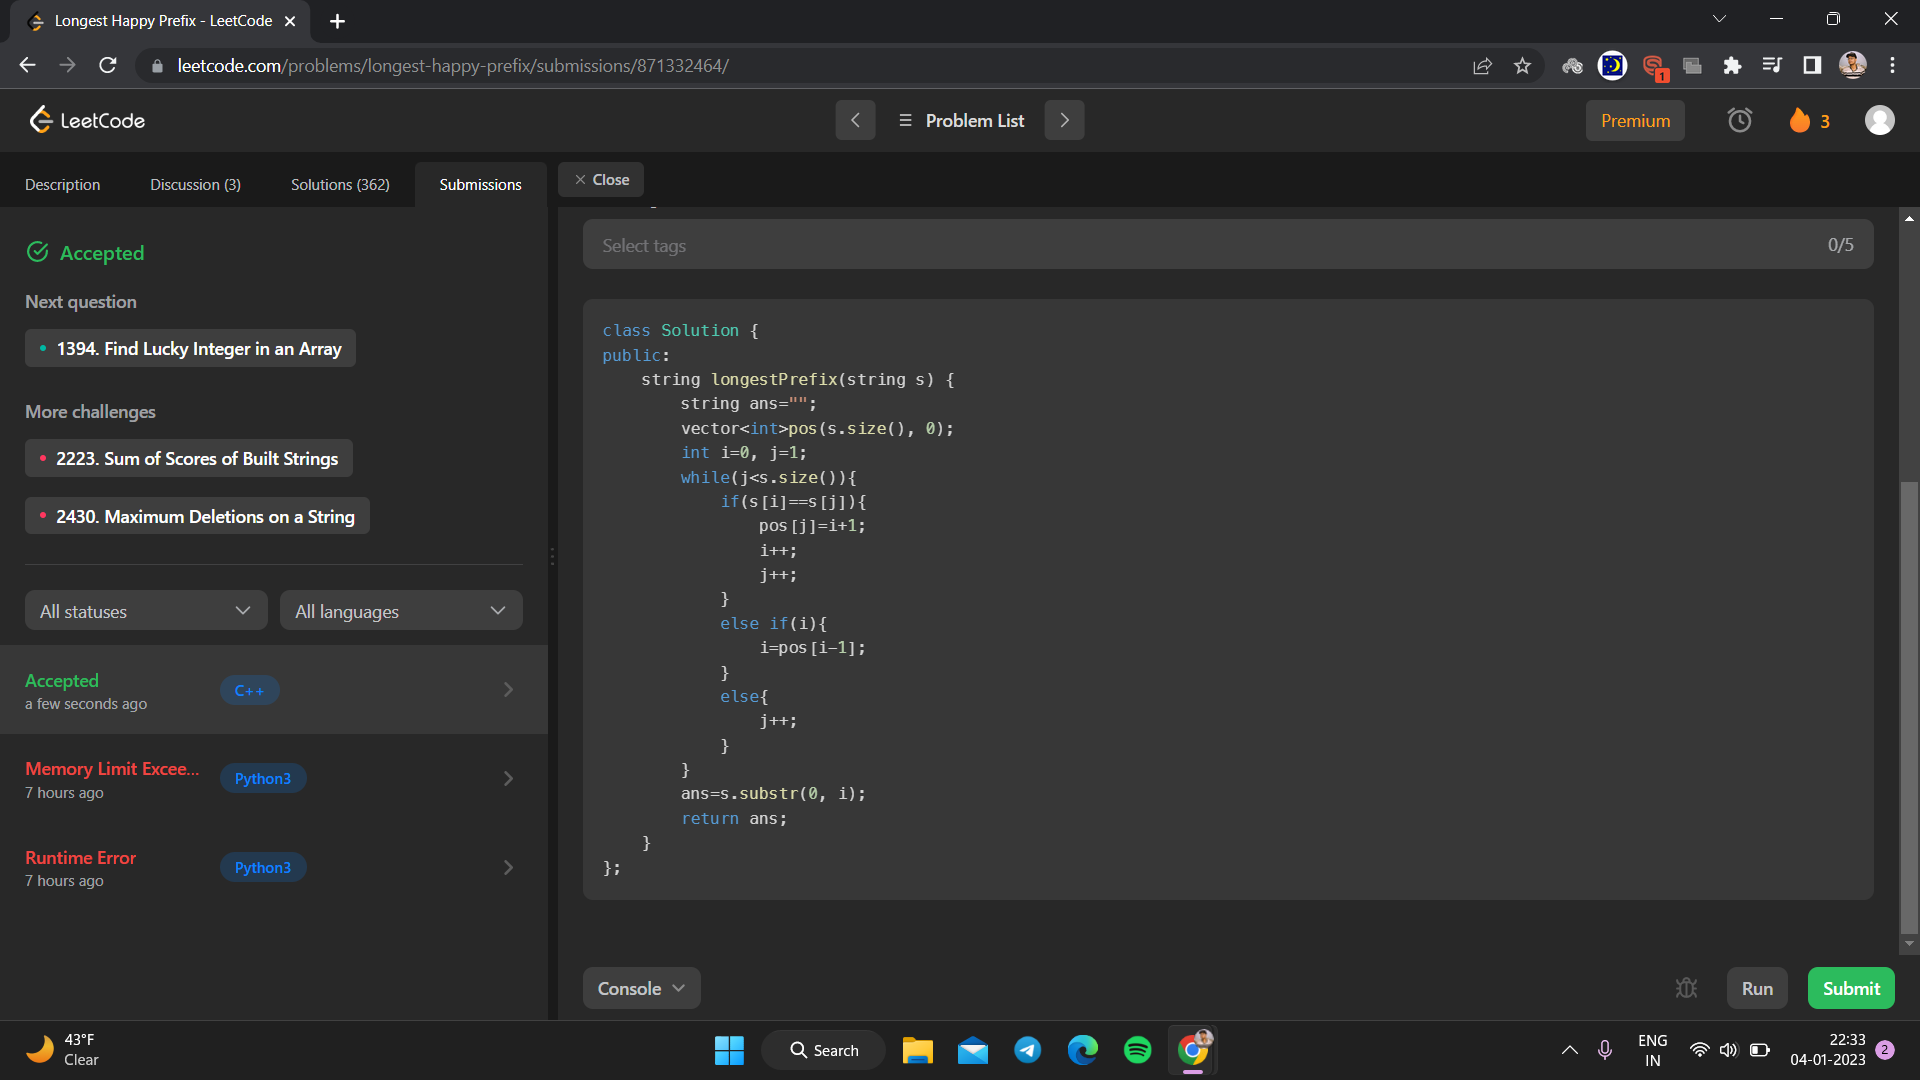 Longest Happy Prefix - LeetCode
leetcode.com/problems/longest-happy-prefix/submissions/871332464/
1
LeetCode
Problem List
Premium
3
Description
Discussion (3)
Solutions (362)
Submissions
Close
Accepted
Next question
1394. Find Lucky Integer in an Array
More challenges
2223. Sum of Scores of Built Strings
2430. Maximum Deletions on a String
All statuses
All languages
Accepted
C++
a few seconds ago
Memory Limit Excee...
Python3
7 hours ago
Runtime Error
Python3
7 hours ago
Select tags
0/5
class Solution {
public:
    string longestPrefix(string s) {
        string ans="";
        vector<int>pos(s.size(), 0);
        int i=0, j=1;
        while(j<s.size()){
            if(s[i]==s[j]){
                pos[j]=i+1;
                i++;
                j++;
            }
            else if(i){
                i=pos[i-1];
            }
            else{
                j++;
            }
        }
        ans=s.substr(0, i);
        return ans;
    }
};
Console
Run
Submit
43°F
Clear
Search
ENG
IN
22:33
04-01-2023
2